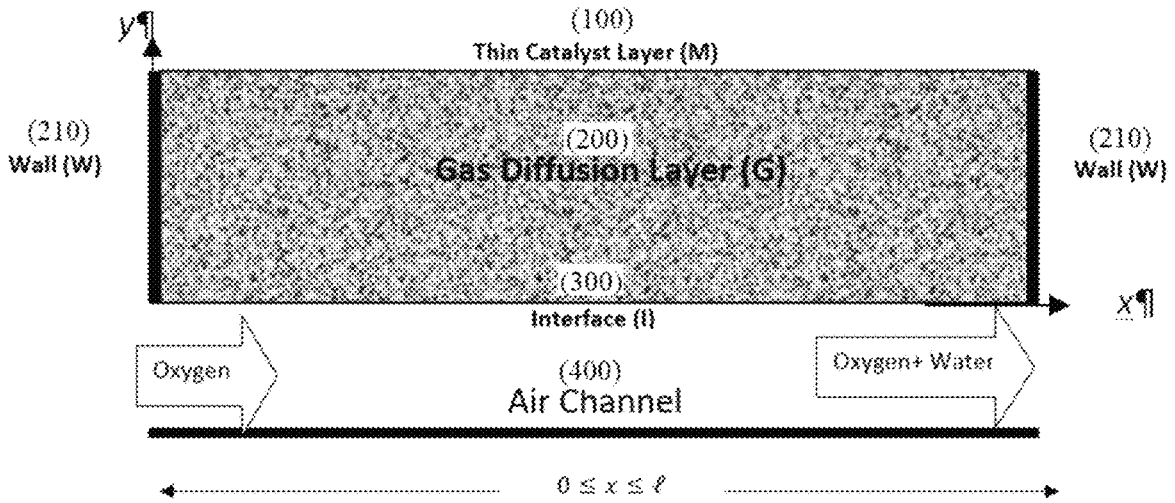 y¶
(100)
Thin Catalyst Layer (M)
(210)
Wall (W)
(200)
Gas Diffusion Layer (G)
(210)
Wall (W)
(300)
Interface (I)
x¶
Oxygen
(400)
Air Channel
Oxygen+ Water
0 ≤ x ≤ ℓ